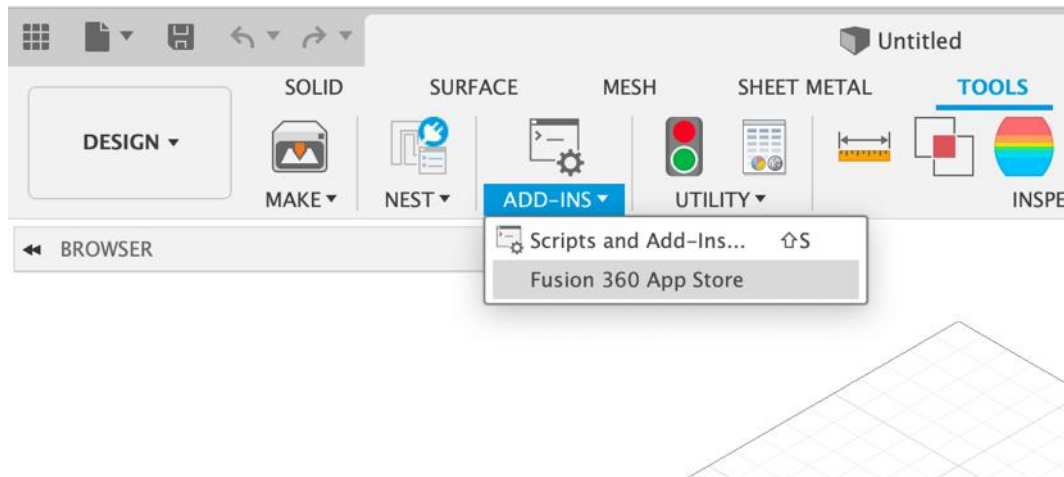 Untitled
SOLID SURFACE MESH SHEET METAL TOOLS
DESIGN
MAKE NEST ADD-INS UTILITY INSPE
BROWSER
Scripts and Add-Ins... ⇧S
Fusion 360 App Store